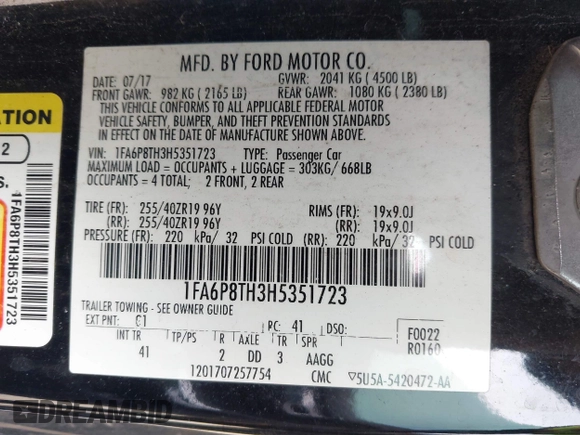 MFD. BY FORD MOTOR CO.
DATE: 07/17 GVWR: 2041 KG ( 4500 LB)
FRONT GAWR: 982 KG ( 2165 LB) REAR GAWR: 1080 KG ( 2380 LB)
THIS VEHICLE CONFORMS TO ALL APPLICABLE FEDERAL MOTOR
VEHICLE SAFETY, BUMPER, AND THEFT PREVENTION STANDARDS
IN EFFECT ON THE DATE OF MANUFACTURE SHOWN ABOVE.
VIN: 1FA6P8TH3H5351723 TYPE: Passenger Car
MAXIMUM LOAD = OCCUPANTS + LUGGAGE = 303KG/ 668LB
OCCUPANTS = 4 TOTAL; 2 FRONT, 2 REAR
TIRE (FR): 255/40ZR19 96Y RIMS (FR): 19x9.0J
(RR): 255/40ZR19 96Y (RR): 19x9.0J
PRESSURE (FR): 220 kPa/ 32 PSI COLD (RR): 220 kPa/ 32 PSI COLD
1FA6P8TH3H5351723
TRAILER TOWING - SEE OWNER GUIDE
EXT PNT: C1 RC: 41 DSO: F0022
INT TR TP/PS R AXLE TR SPR R0160
41 2 DD 3 AAGG
1201707257754 CMC 5U5A-5420472-AA
ATION
2
S.
1FA6P8TH3H5351723
DREAMBID